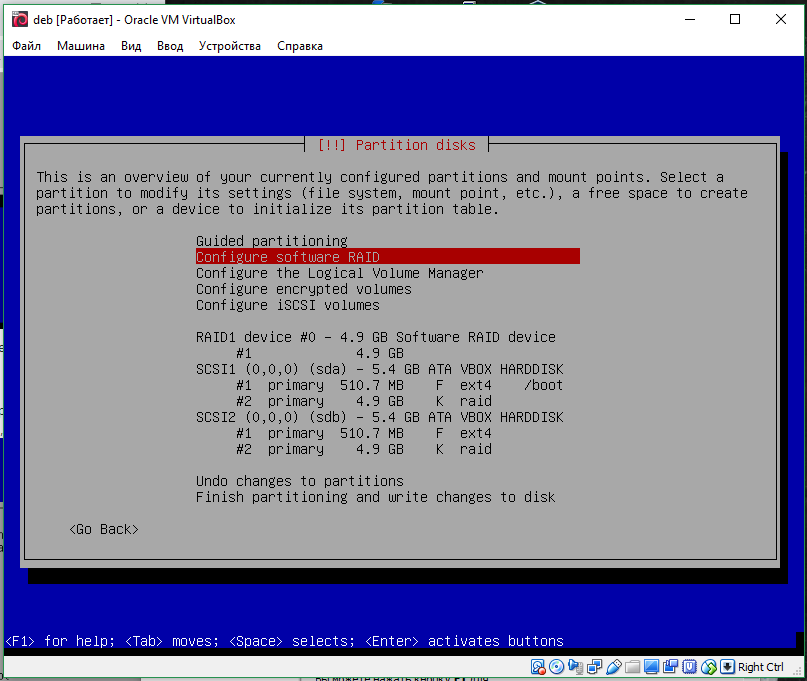 deb [Работает] - Oracle VM VirtualBox
Файл Машина Вид Ввод Устройства Справка
[!!] Partition disks
This is an overview of your currently configured partitions and mount points. Select a
partition to modify its settings (file system, mount point, etc.), a free space to create
partitions, or a device to initialize its partition table.
Guided partitioning
Configure software RAID
Configure the Logical Volume Manager
Configure encrypted volumes
Configure iSCSI volumes
RAID1 device #0 - 4.9 GB Software RAID device
#1 4.9 GB
SCSI1 (0,0,0) (sda) - 5.4 GB ATA VBOX HARDDISK
#1 primary 510.7 MB F ext4 /boot
#2 primary 4.9 GB K raid
SCSI2 (0,0,0) (sdb) - 5.4 GB ATA VBOX HARDDISK
#1 primary 510.7 MB F ext4
#2 primary 4.9 GB K raid
Undo changes to partitions
Finish partitioning and write changes to disk
<Go Back>
<F1> for help; <Tab> moves; <Space> selects; <Enter> activates buttons
Right Ctrl